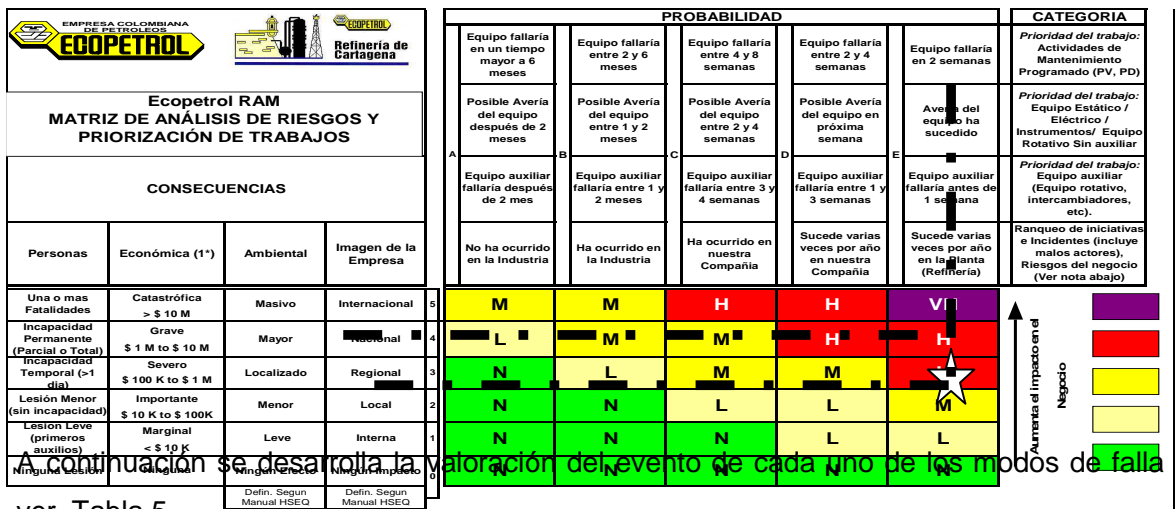 EMPRESA COLOMBIANA
DE PETROLEOS
ECOPETROL
ECOPETROL
Refinería de
Cartagena
Ecopetrol RAM
MATRIZ DE ANÁLISIS DE RIESGOS Y
PRIORIZACIÓN DE TRABAJOS
CONSECUENCIAS
PROBABILIDAD
CATEGORIA
A
Equipo fallaría
en un tiempo
mayor a 6
meses
B
Equipo fallaría
entre 2 y 6
meses
C
Equipo fallaría
entre 4 y 8
semanas
D
Equipo fallaría
entre 2 y 4
semanas
E
Equipo fallaría
en 2 semanas
Prioridad del trabajo:
Actividades de
Mantenimiento
Programado (PV, PD)
Posible Avería
del equipo
después de 2
meses
Posible Avería
del equipo
entre 1 y 2
meses
Posible Avería
del equipo
entre 2 y 4
semanas
Posible Avería
del equipo en
próxima
semana
Avería del
equipo ha
sucedido
Prioridad del trabajo:
Equipo Estático /
Eléctrico /
Instrumentos/ Equipo
Rotativo Sin auxiliar
Equipo auxiliar
fallaría después
de 2 mes
Equipo auxiliar
fallaría entre 1 y
2 meses
Equipo auxiliar
fallaría entre 3 y
4 semanas
Equipo auxiliar
fallaría entre 1 y
3 semanas
Equipo auxiliar
fallaría antes de
1 semana
Prioridad del trabajo:
Equipo auxiliar
(Equipo rotativo,
intercambiadores,
etc).
Personas
Económica (1*)
Ambiental
Imagen de la
Empresa
No ha ocurrido
en la Industria
Ha ocurrido en
la Industria
Ha ocurrido en
nuestra
Compañia
Sucede varias
veces por año
en nuestra
Compañia
Sucede varias
veces por año
en la Planta
(Refinería)
Ranqueo de iniciativas
e Incidentes (incluye
malos actores),
Riesgos del negocio
(Ver nota abajo)
Una o mas
Fatalidades
Catastrófica
> $ 10 M
Masivo
Internacional
5
M
M
H
H
VH
Incapacidad
Permanente
(Parcial o Total)
Grave
$ 1 M to $ 10 M
Mayor
Nacional
4
L
M
M
H
H
Incapacidad
Temporal (>1
dia)
Severo
$ 100 K to $ 1 M
Localizado
Regional
3
N
L
M
M
Lesión Menor
(sin incapacidad)
Importante
$ 10 K to $ 100K
Menor
Local
2
N
N
L
L
M
Lesion Leve
(primeros
auxilios)
Marginal
< $ 10 K
Leve
Interna
1
N
N
N
L
L
Ninguna Lesión
Ninguna
Ningún Efecto
Ningún Impacto
0
N
N
N
N
N
Defin. Segun
Manual HSEQ
Defin. Segun
Manual HSEQ
Aumenta el impacto en el
Negocio
A continuación se desarrolla la valoración del evento de cada uno de los modos de falla
ver Tabla 5